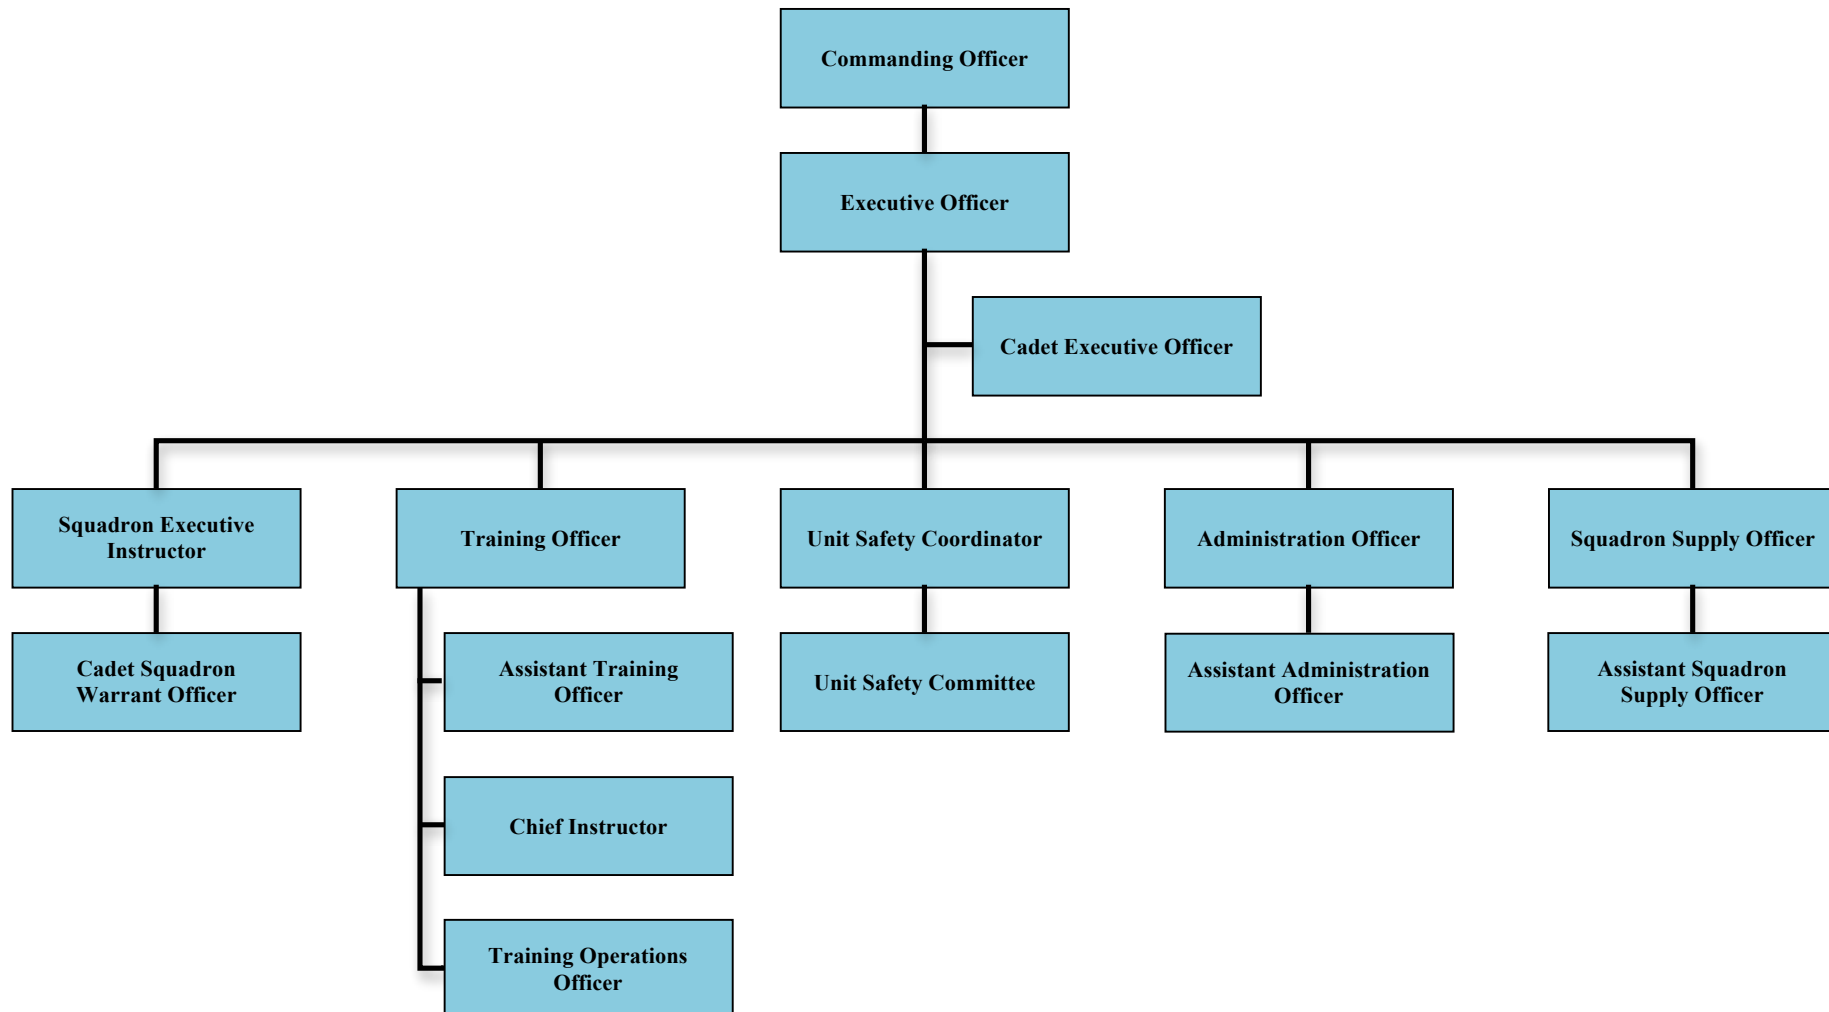 Commanding Officer
Executive Officer
Cadet Executive Officer
Squadron Executive
Instructor
Training Officer
Unit Safety Coordinator
Administration Officer
Squadron Supply Officer
Cadet Squadron
Warrant Officer
Assistant Training
Officer
Unit Safety Committee
Assistant Administration
Officer
Assistant Squadron
Supply Officer
Chief Instructor
Training Operations
Officer